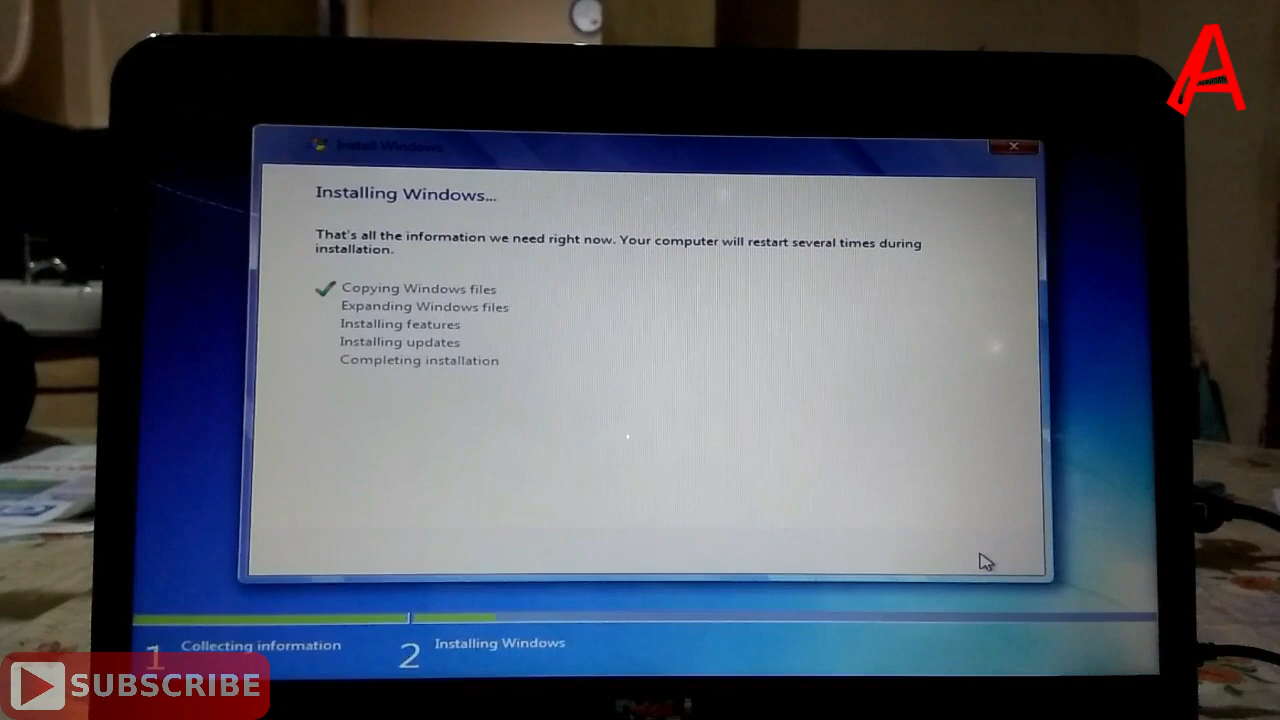 Install Windows
Installing Windows...
That's all the information we need right now. Your computer will restart several times during
installation.
Copying Windows files
Expanding Windows files
Installing features
Installing updates
Completing installation
1 Collecting information
2 Installing Windows
SUBSCRIBE
A